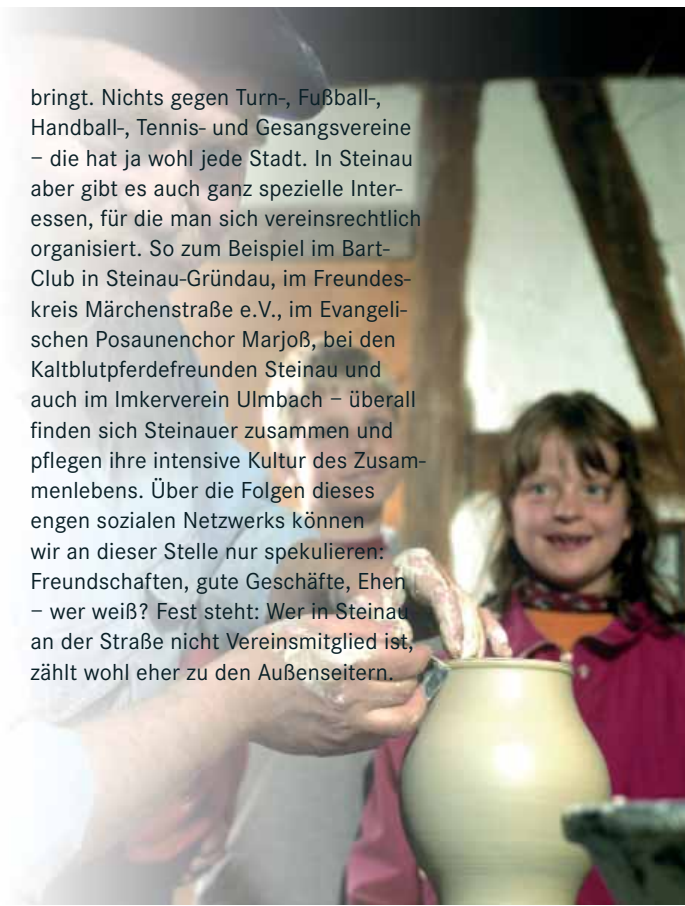 bringt. Nichts gegen Turn-, Fußball-,
Handball-, Tennis- und Gesangsvereine
– die hat ja wohl jede Stadt. In Steinau
aber gibt es auch ganz spezielle Inter-
essen, für die man sich vereinsrechtlich
organisiert. So zum Beispiel im Bart-
Club in Steinau-Gründau, im Freundes-
kreis Märchenstraße e.V., im Evangeli-
schen Posaunenchor Marjoß, bei den
Kaltblutpferdefreunden Steinau und
auch im Imkerverein Ulmbach – überall
finden sich Steinauer zusammen und
pflegen ihre intensive Kultur des Zusam-
menlebens. Über die Folgen dieses
engen sozialen Netzwerks können
wir an dieser Stelle nur spekulieren:
Freundschaften, gute Geschäfte, Ehen
– wer weiß? Fest steht: Wer in Steinau
an der Straße nicht Vereinsmitglied ist,
zählt wohl eher zu den Außenseitern.